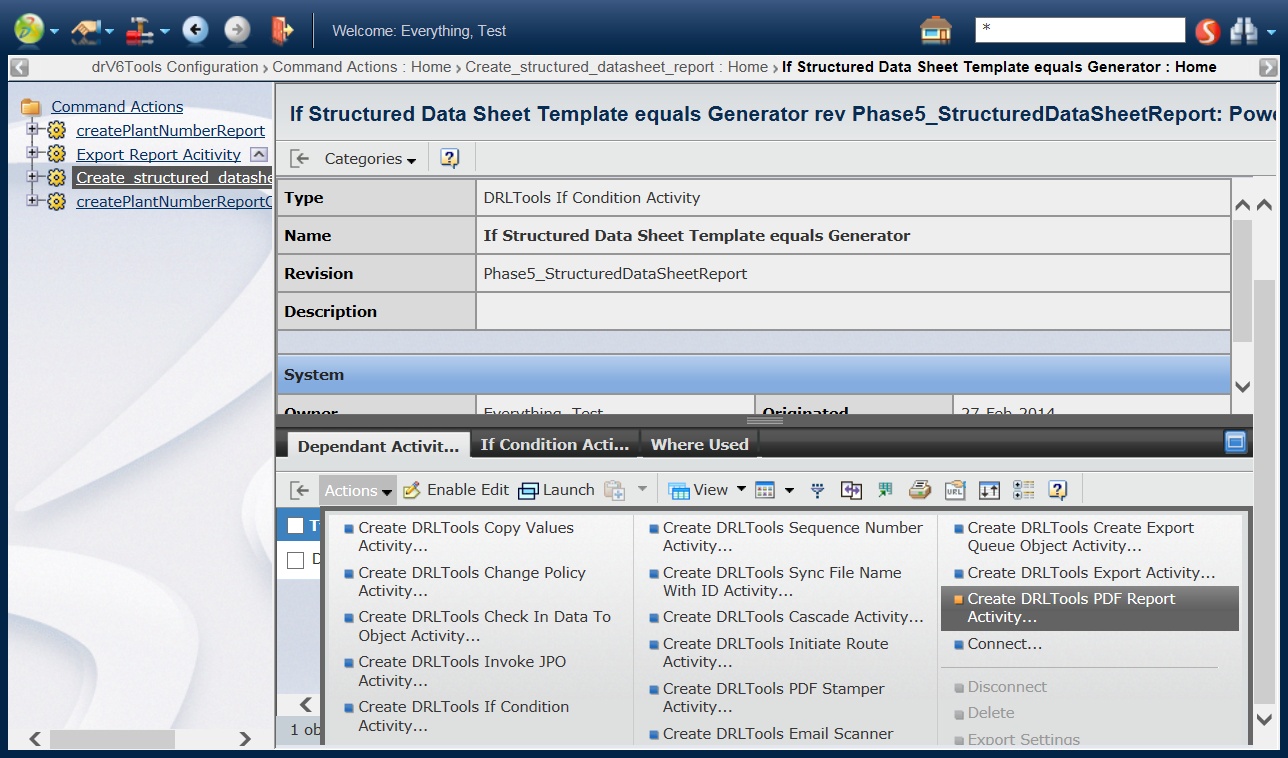 Welcome: Everything, Test
*
drV6Tools Configuration › Command Actions : Home › Create_structured_datasheet_report : Home › If Structured Data Sheet Template equals Generator : Home
Command Actions
createPlantNumberReport
Export Report Acitivity
Create_structured_datashe
createPlantNumberReportC
If Structured Data Sheet Template equals Generator rev Phase5_StructuredDataSheetReport: Powe
Categories
Type DRLTools If Condition Activity
Name If Structured Data Sheet Template equals Generator
Revision Phase5_StructuredDataSheetReport
Description
System
Owner Everything, Test Originated 27 Feb 2014
Dependant Activit... If Condition Acti... Where Used
Actions Enable Edit Launch View URL
Create DRLTools Copy Values
Activity...
Create DRLTools Change Policy
Activity...
Create DRLTools Check In Data To
Object Activity...
Create DRLTools Invoke JPO
Activity...
Create DRLTools If Condition
Activity...
Create DRLTools Sequence Number
Activity...
Create DRLTools Sync File Name
With ID Activity...
Create DRLTools Cascade Activity...
Create DRLTools Initiate Route
Activity...
Create DRLTools PDF Stamper
Activity...
Create DRLTools Email Scanner
Create DRLTools Create Export
Queue Object Activity...
Create DRLTools Export Activity...
Create DRLTools PDF Report
Activity...
Connect...
Disconnect
Delete
Export Settings
1 ob